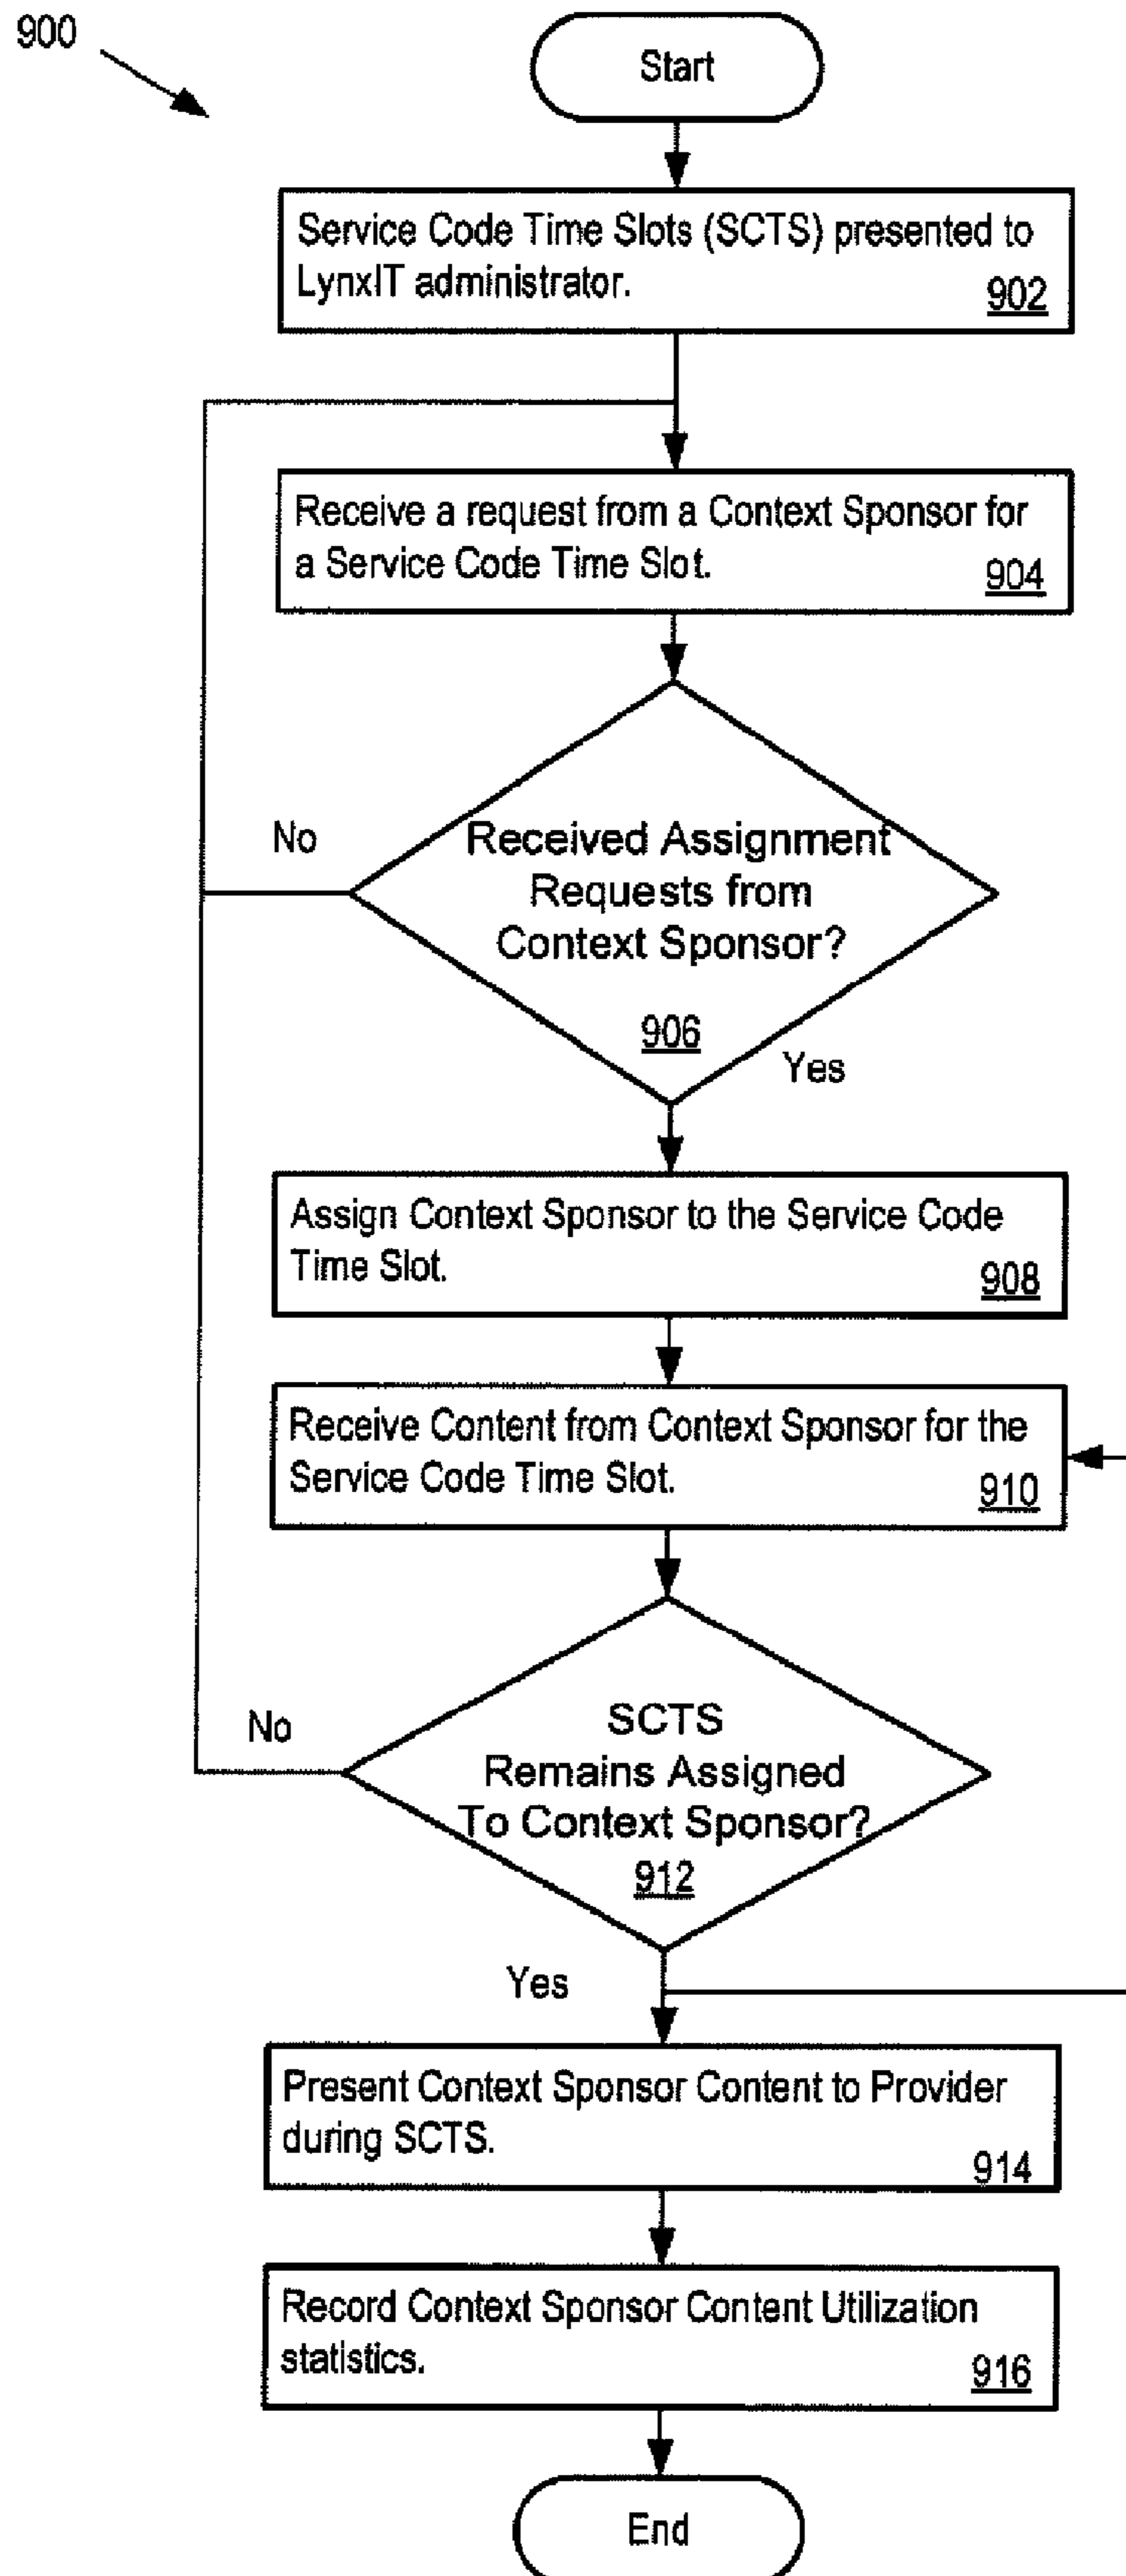 900
Start
Service Code Time Slots (SCTS) presented to
LynxIT administrator.
902
Receive a request from a Context Sponsor for
a Service Code Time Slot.
904
No
Received Assignment
Requests from
Context Sponsor?
906
Yes
Assign Context Sponsor to the Service Code
Time Slot.
908
Receive Content from Context Sponsor for the
Service Code Time Slot.
910
No
SCTS
Remains Assigned
To Context Sponsor?
912
Yes
Present Context Sponsor Content to Provider
during SCTS.
914
Record Context Sponsor Content Utilization
statistics.
916
End